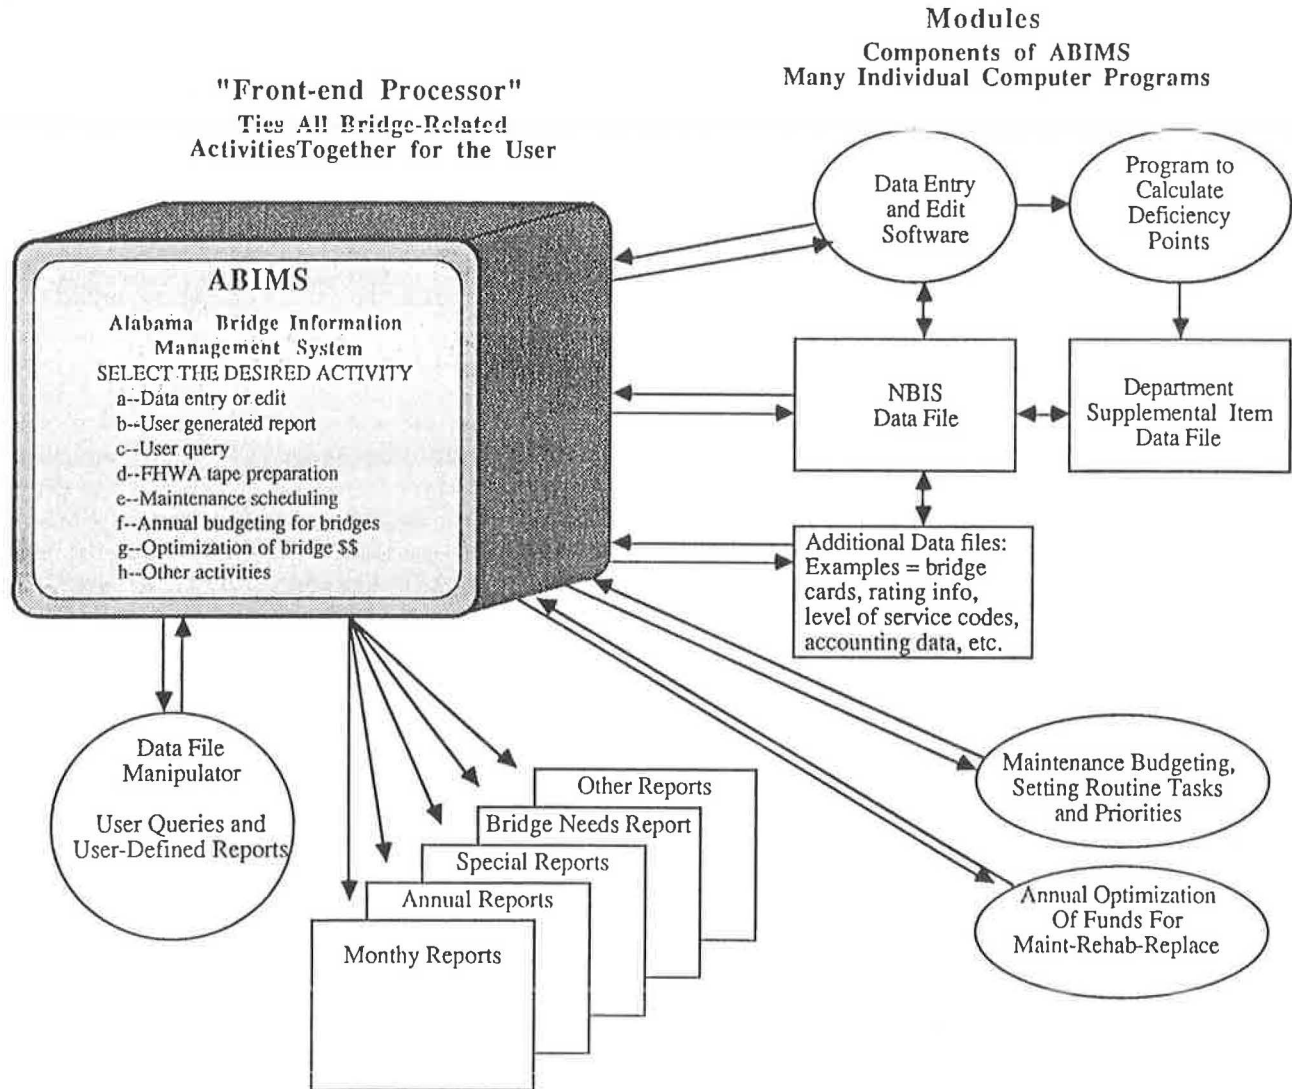 Modules
Components of ABIMS
Many Individual Computer Programs
"Front-end Processor"
Ties All Bridge-Related
ActivitiesTogether for the User
ABIMS
Alabama Bridge Information
Management System
SELECT THE DESIRED ACTIVITY
a--Data entry or edit
b--User generated report
c--User query
d--FHWA tape preparation
e--Maintenance scheduling
f--Annual budgeting for bridges
g--Optimization of bridge $$
h--Other activities
Data Entry
and Edit
Software
Program to
Calculate
Deficiency
Points
NBIS
Data File
Department
Supplemental Item
Data File
Additional Data files:
Examples = bridge
cards, rating info,
level of service codes,
accounting data, etc.
Data File
Manipulator
User Queries and
User-Defined Reports
Other Reports
Bridge Needs Report
Special Reports
Annual Reports
Monthy Reports
Maintenance Budgeting,
Setting Routine Tasks
and Priorities
Annual Optimization
Of Funds For
Maint-Rehab-Replace